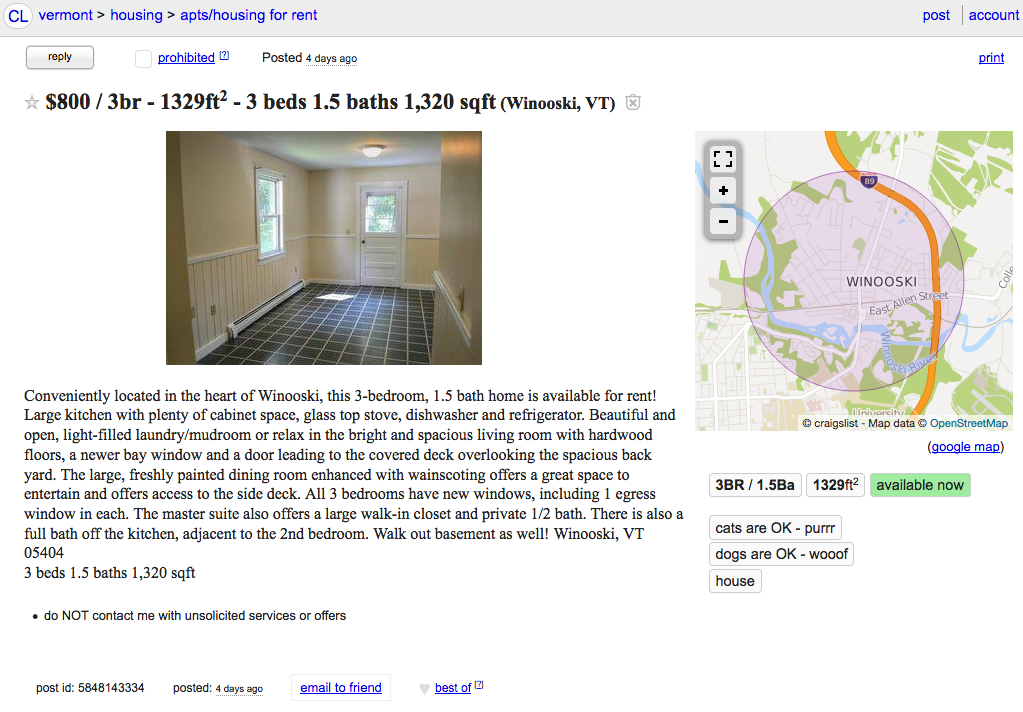 CL vermont > housing > apts/housing for rent post account
reply prohibited [?] Posted 4 days ago print
$800 / 3br - 1329ft2 - 3 beds 1.5 baths 1,320 sqft (Winooski, VT)
89
+
−
WINOOSKI
East Allen Street
Winooski River
University
© craigslist - Map data © OpenStreetMap
(google map)
Conveniently located in the heart of Winooski, this 3-bedroom, 1.5 bath home is available for rent!
Large kitchen with plenty of cabinet space, glass top stove, dishwasher and refrigerator. Beautiful and
open, light-filled laundry/mudroom or relax in the bright and spacious living room with hardwood
floors, a newer bay window and a door leading to the covered deck overlooking the spacious back
yard. The large, freshly painted dining room enhanced with wainscoting offers a great space to
entertain and offers access to the side deck. All 3 bedrooms have new windows, including 1 egress
window in each. The master suite also offers a large walk-in closet and private 1/2 bath. There is also a
full bath off the kitchen, adjacent to the 2nd bedroom. Walk out basement as well! Winooski, VT
05404
3 beds 1.5 baths 1,320 sqft
3BR / 1.5Ba 1329ft2 available now
cats are OK - purrr
dogs are OK - wooof
house
• do NOT contact me with unsolicited services or offers
post id: 5848143334 posted: 4 days ago email to friend best of [?]